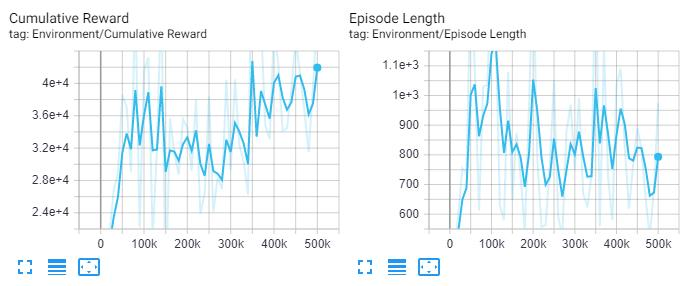 Cumulative Reward
tag: Environment/Cumulative Reward
4e+4
3.6e+4
3.2e+4
2.8e+4
2.4e+4
0 100k 200k 300k 400k 500k
Episode Length
tag: Environment/Episode Length
1.1e+3
1e+3
900
800
700
600
0 100k 200k 300k 400k 500k